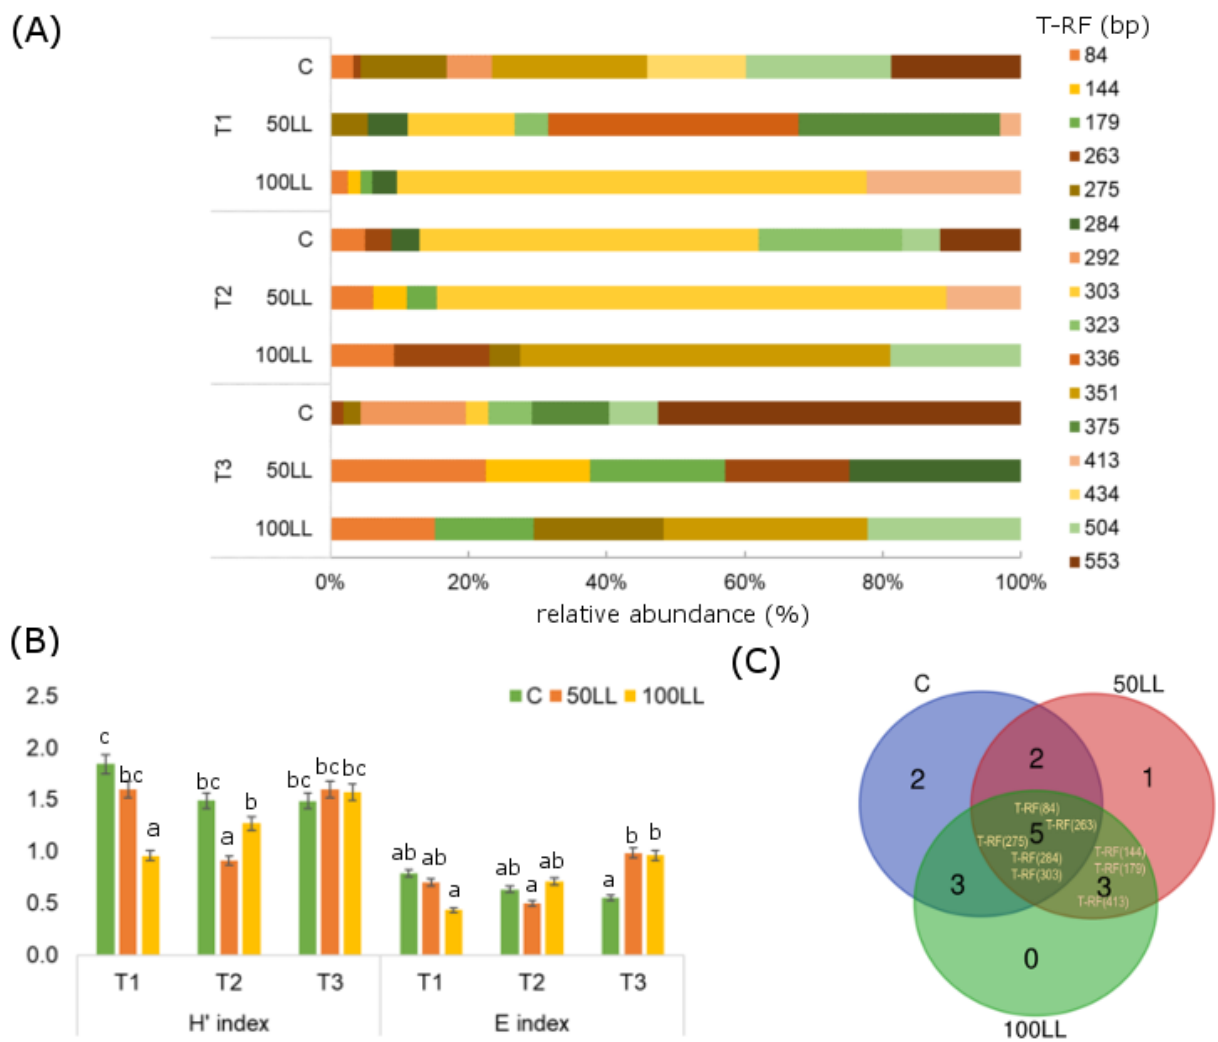 (A)
T-RF (bp)
84
144
179
263
275
284
292
303
323
336
351
375
413
434
504
553
T1
C
50LL
100LL
T2
C
50LL
100LL
T3
C
50LL
100LL
0% 20% 40% 60% 80% 100%
relative abundance (%)
(B)
C 50LL 100LL
2.5
2.0
1.5
1.0
0.5
0.0
c bc a bc a b bc bc bc ab ab a ab a ab a b b
T1 T2 T3 T1 T2 T3
H' index E index
(C)
C 50LL
2 2 1
T-RF(84)
5 T-RF(263)
T-RF(275)
T-RF(284)
T-RF(303)
T-RF(144)
T-RF(179)
3 3
T-RF(413)
0
100LL